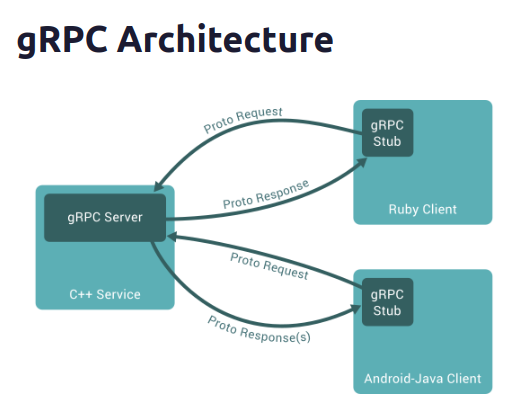 gRPC Architecture
Proto Request
gRPC
Stub
Ruby Client
Proto Response
gRPC Server
C++ Service
Proto Request
gRPC
Stub
Proto Response(s)
Android-Java Client